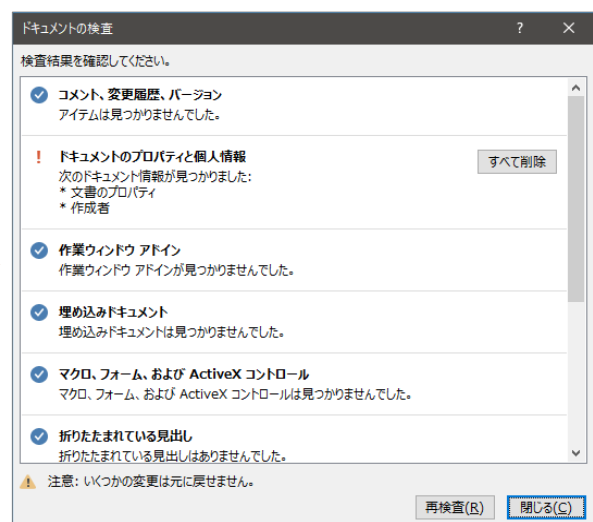 ドキュメントの検査
検査結果を確認してください。
コメント、変更履歴、バージョン
アイテムは見つかりませんでした。
ドキュメントのプロパティと個人情報
すべて削除
次のドキュメント情報が見つかりました:
* 文書のプロパティ
* 作成者
作業ウィンドウ アドイン
作業ウィンドウ アドインが見つかりませんでした。
埋め込みドキュメント
埋め込みドキュメントは見つかりませんでした。
マクロ、フォーム、および ActiveX コントロール
マクロ、フォーム、および ActiveX コントロールは見つかりませんでした。
折りたたまれている見出し
折りたたまれている見出しはありませんでした。
注意: いくつかの変更は元に戻せません。
再検査(R)
閉じる(C)